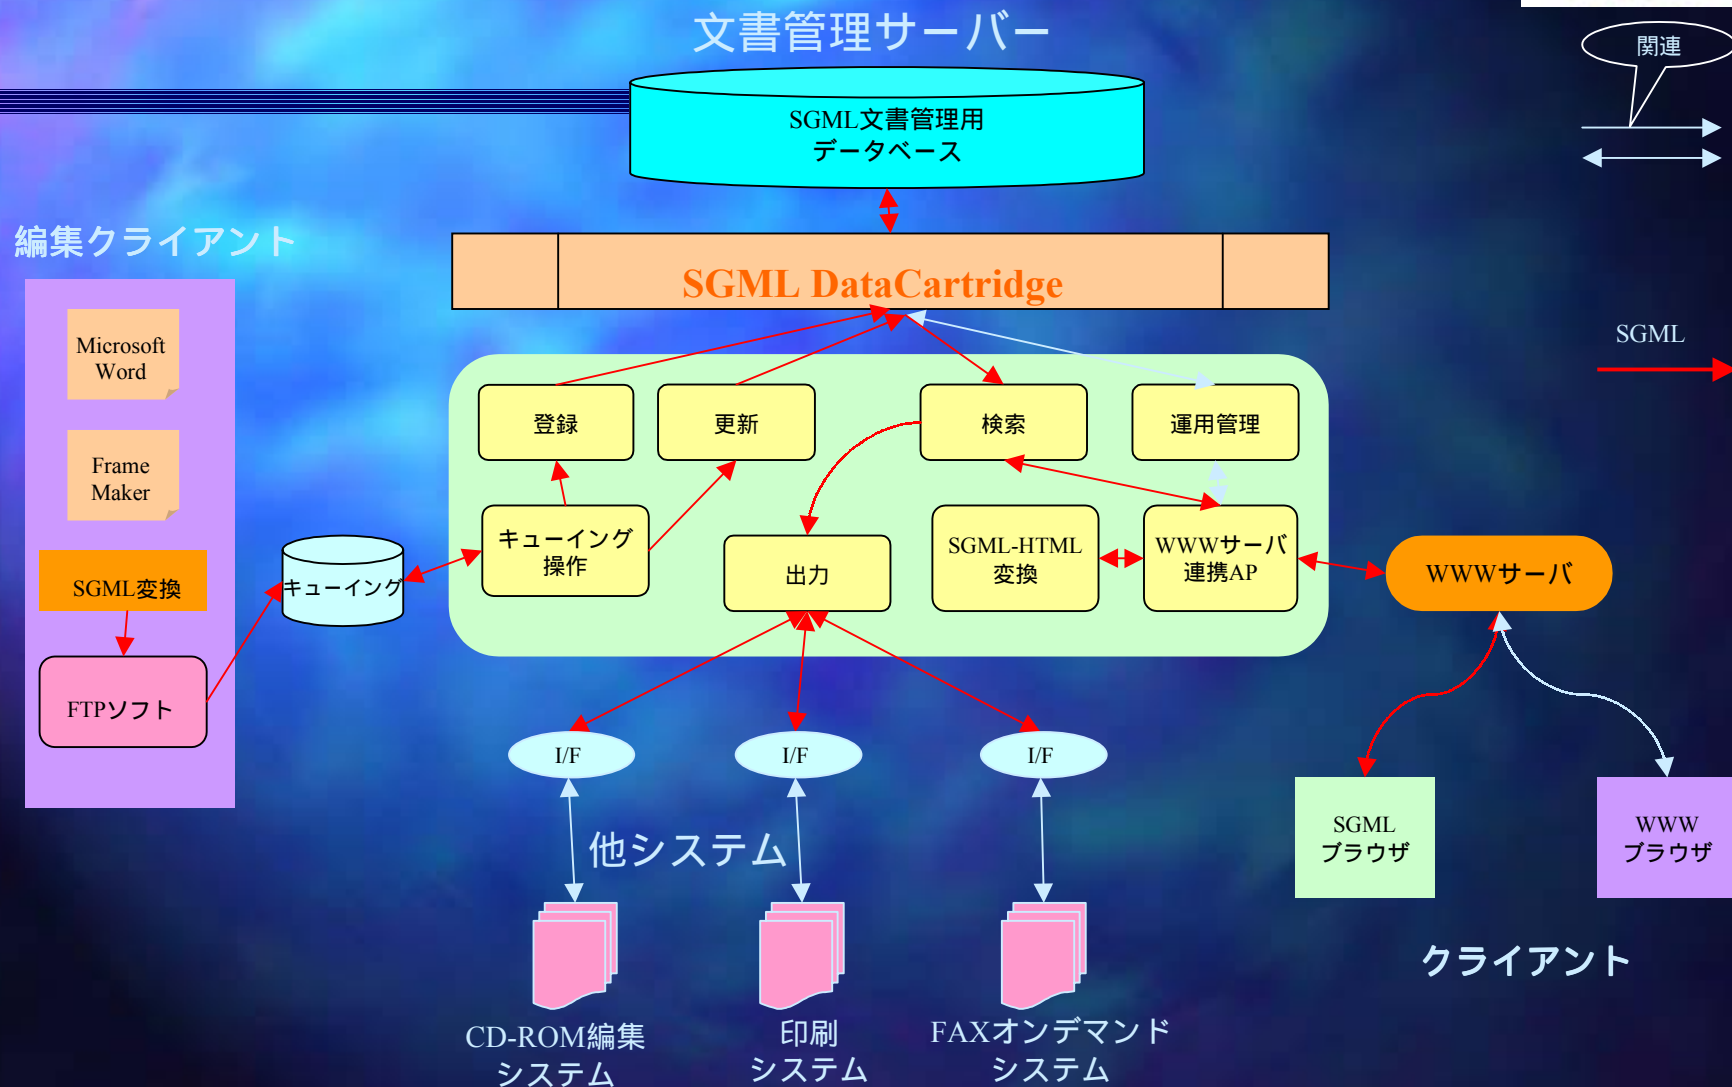 文書管理サーバー
関連
SGML文書管理用
データベース
編集クライアント
SGML DataCartridge
SGML
Microsoft
Word
登録
更新
検索
運用管理
Frame
Maker
キューイング
操作
SGML-HTML
変換
WWWサーバ
連携AP
出力
WWWサーバ
SGML変換
キューイング
FTPソフト
I/F
I/F
I/F
他システム
SGML
ブラウザ
WWW
ブラウザ
クライアント
CD-ROM編集
システム
印刷
システム
FAXオンデマンド
システム